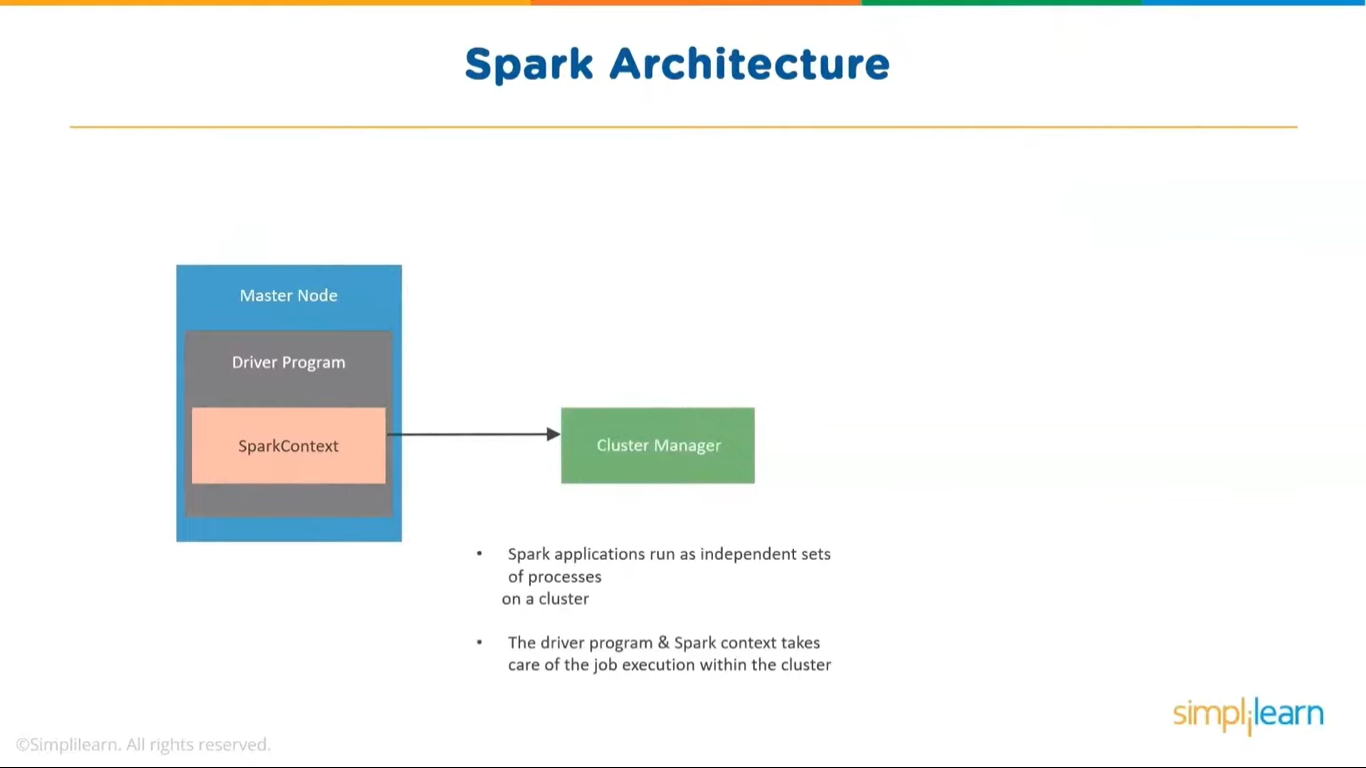 Spark Architecture
Master Node
Driver Program
SparkContext
Cluster Manager
• Spark applications run as independent sets
of processes
on a cluster
• The driver program & Spark context takes
care of the job execution within the cluster
simplilearn
©Simplilearn. All rights reserved.